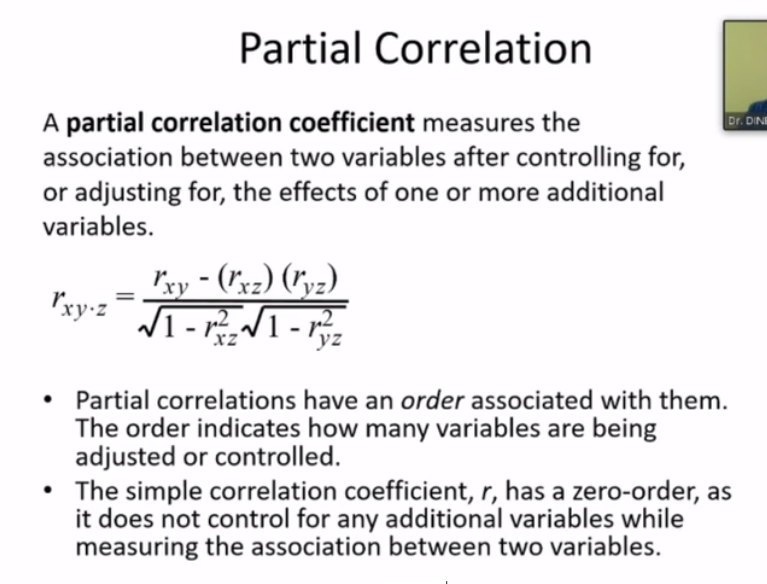 Partial Correlation
Dr. DIN
A partial correlation coefficient measures the
association between two variables after controlling for,
or adjusting for, the effects of one or more additional
variables.
r_{xy·z} = \frac{r_{xy} - (r_{xz}) (r_{yz})}{\sqrt{1 - r_{xz}^2} \sqrt{1 - r_{yz}^2}}
• Partial correlations have an order associated with them.
The order indicates how many variables are being
adjusted or controlled.
• The simple correlation coefficient, r, has a zero-order, as
it does not control for any additional variables while
measuring the association between two variables.